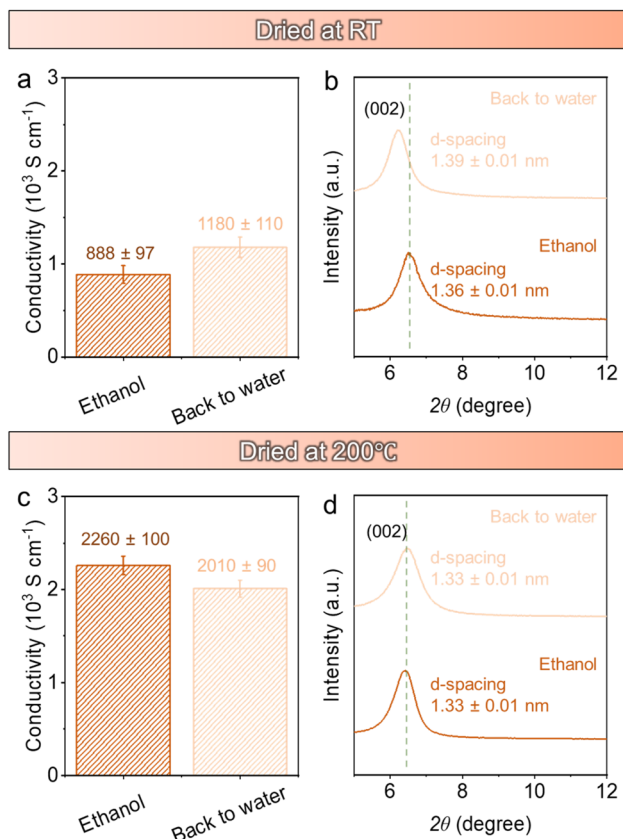 Dried at RT
a
3
2
1
0
Conductivity (10³ S cm⁻¹)
888 ± 97
1180 ± 110
Ethanol
Back to water
b
Intensity (a.u.)
(002)
Back to water
d-spacing
1.39 ± 0.01 nm
Ethanol
d-spacing
1.36 ± 0.01 nm
6 8 10 12
2θ (degree)
Dried at 200℃
c
3
2
1
0
Conductivity (10³ S cm⁻¹)
2260 ± 100
2010 ± 90
Ethanol
Back to water
d
Intensity (a.u.)
(002)
Back to water
d-spacing
1.33 ± 0.01 nm
Ethanol
d-spacing
1.33 ± 0.01 nm
6 8 10 12
2θ (degree)